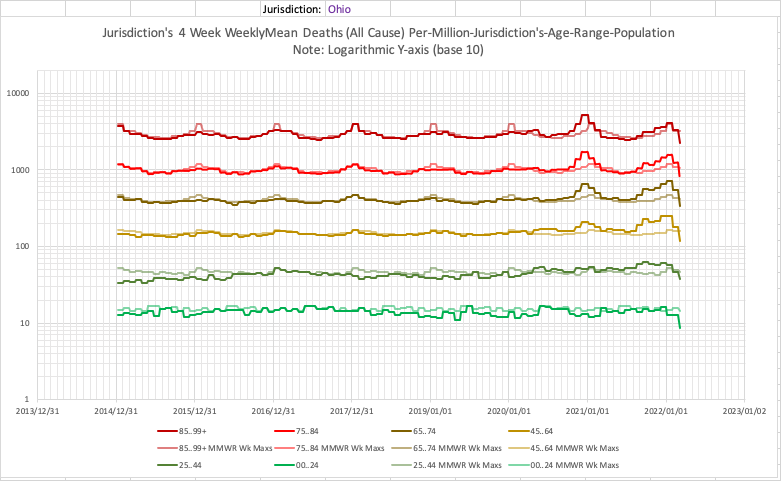 Jurisdiction: Ohio
Jurisdiction's 4 Week WeeklyMean Deaths (All Cause) Per-Million-Jurisdiction's-Age-Range-Population
Note: Logarithmic Y-axis (base 10)
10000
1000
100
10
1
2013/12/31 2014/12/31 2015/12/31 2016/12/31 2017/12/31 2019/01/01 2020/01/01 2021/01/01 2022/01/01 2023/01/02
85..99+ 75..84 65..74 45..64
85..99+ MMWR Wk Maxs 75..84 MMWR Wk Maxs 65..74 MMWR Wk Maxs 45..64 MMWR Wk Maxs
25..44 00..24 25..44 MMWR Wk Maxs 00..24 MMWR Wk Maxs